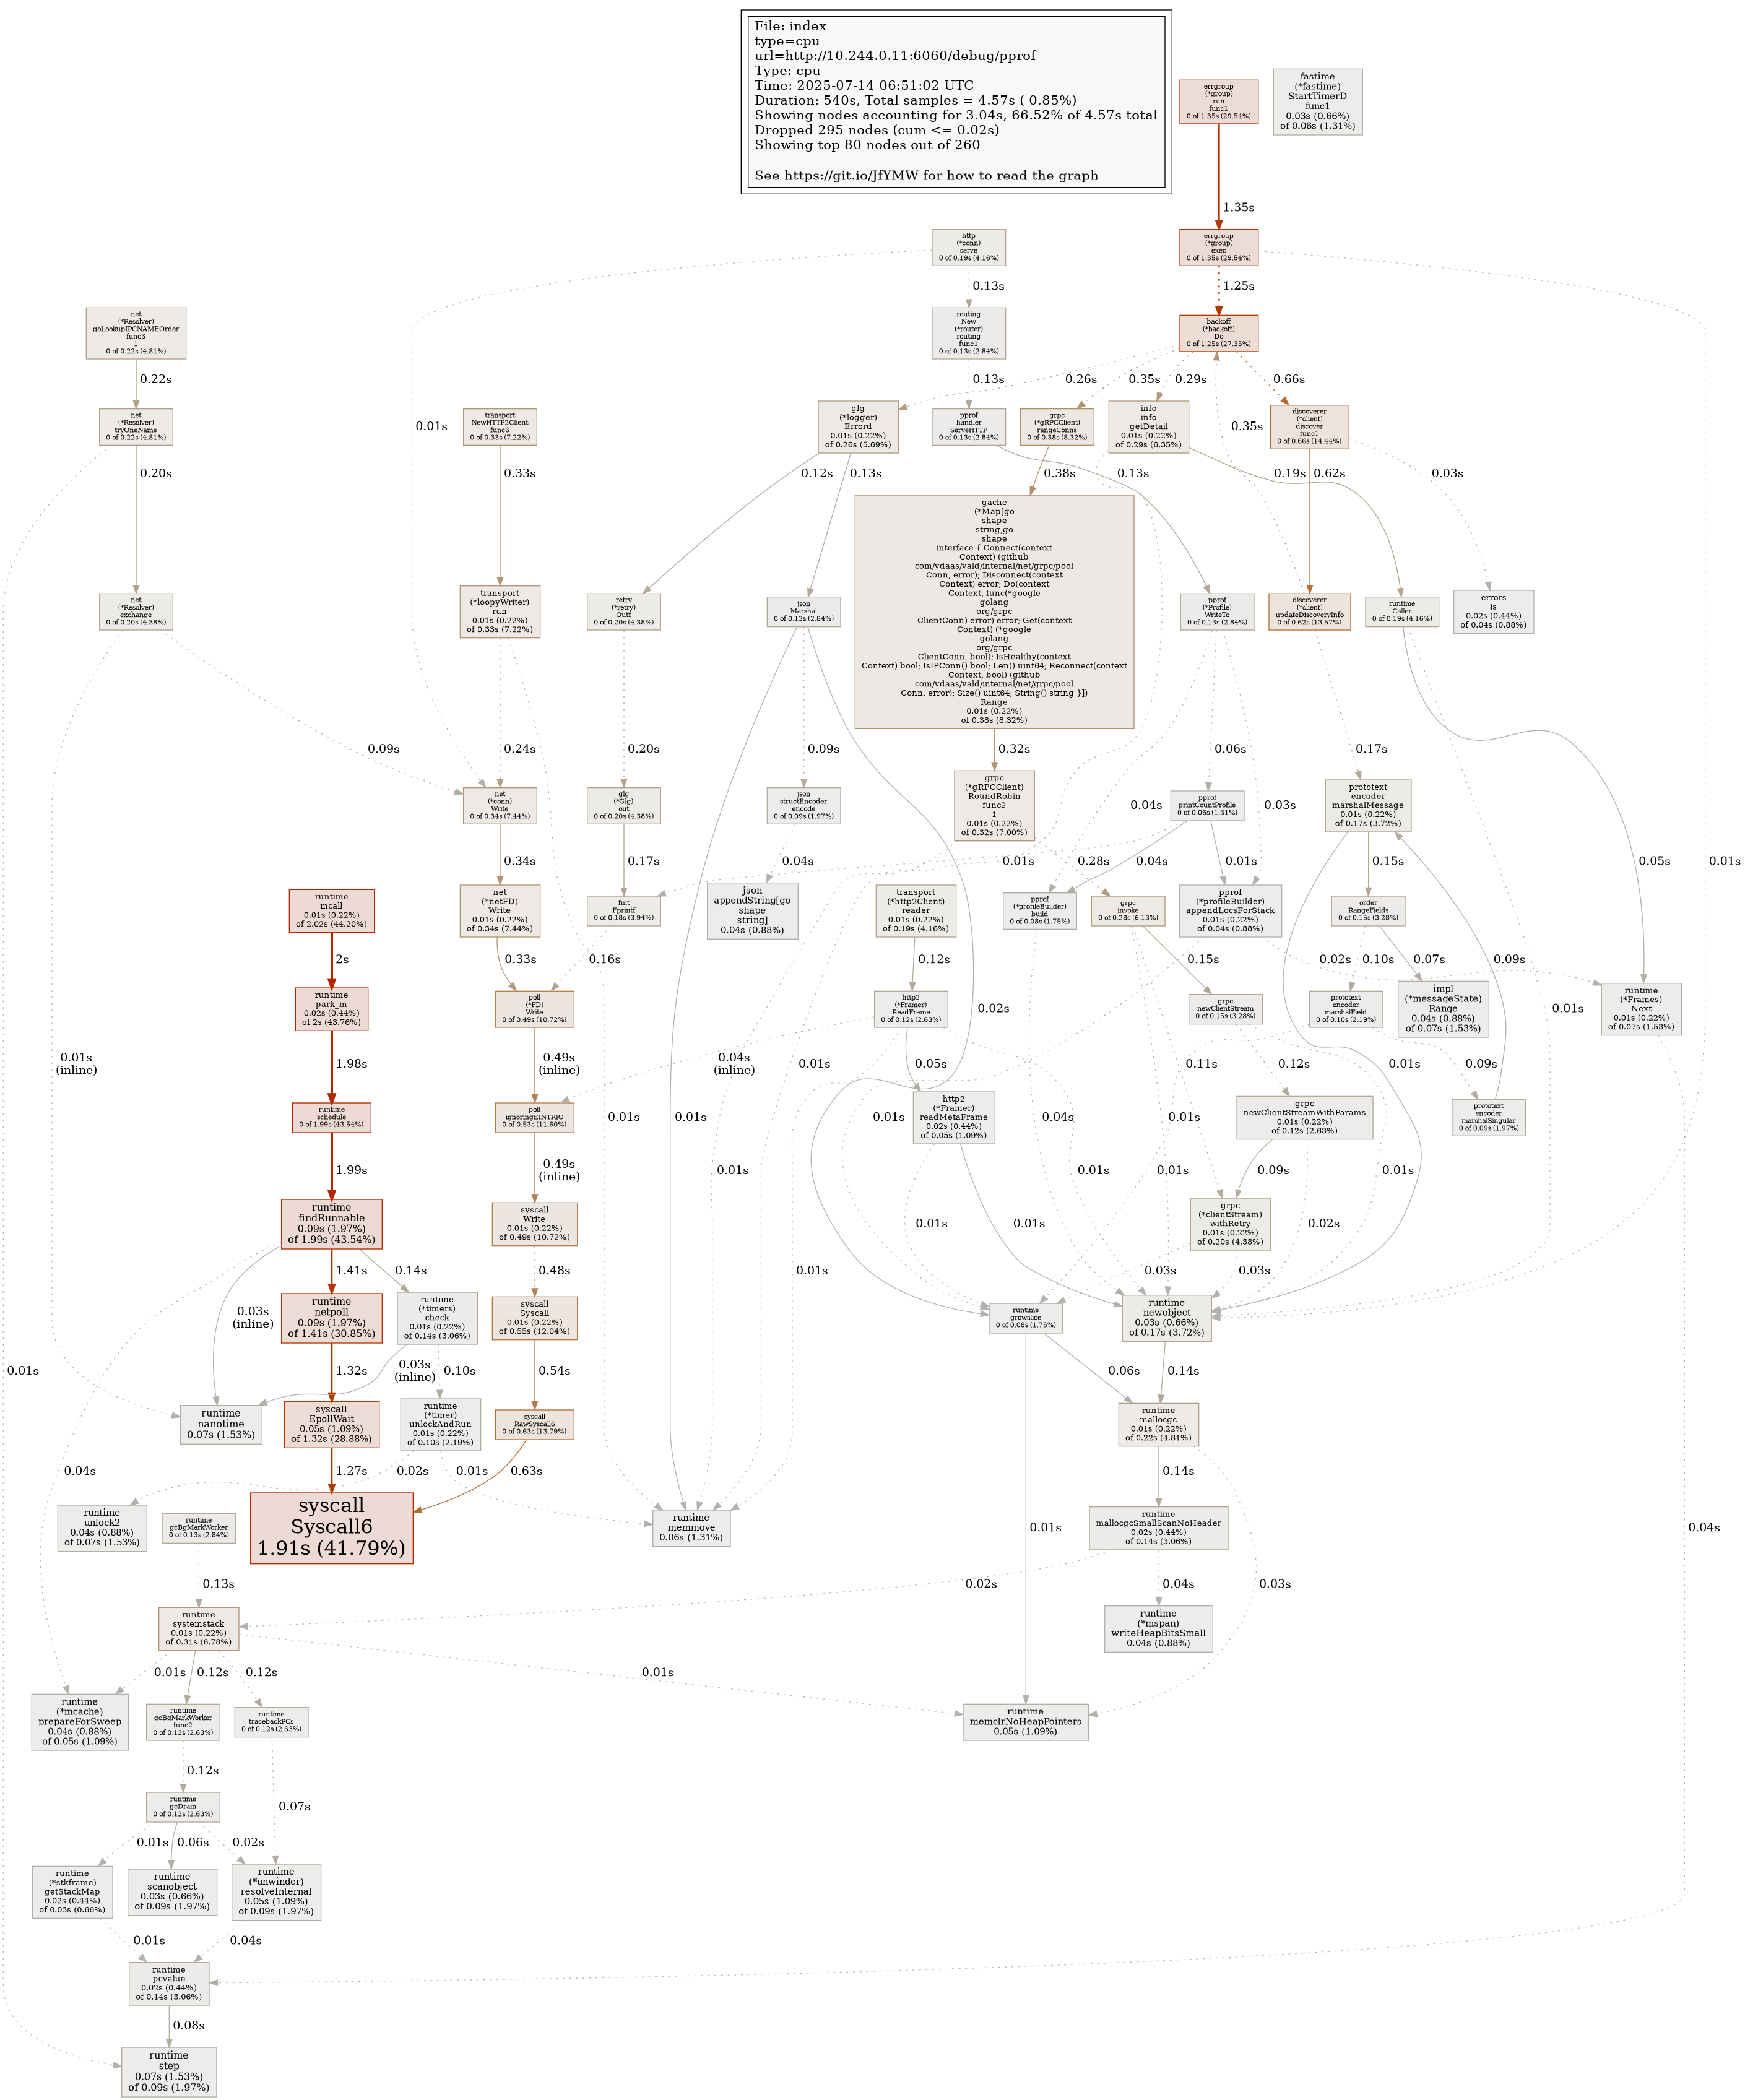 File: index
type=cpu
url=http://10.244.0.11:6060/debug/pprof
Type: cpu
Time: 2025-07-14 06:51:02 UTC
Duration: 540s, Total samples = 4.57s ( 0.85%)
Showing nodes accounting for 3.04s, 66.52% of 4.57s total
Dropped 295 nodes (cum <= 0.02s)
Showing top 80 nodes out of 260
See https://git.io/JfYMW for how to read the graph
errgroup
(*group)
run
func1
0 of 1.35s (29.54%)
fastime
(*fastime)
StartTimerD
func1
0.03s (0.66%)
of 0.06s (1.31%)
1.35s
http
(*conn)
serve
0 of 0.19s (4.16%)
errgroup
(*group)
exec
0 of 1.35s (29.54%)
0.13s
1.25s
net
(*Resolver)
goLookupIPCNAMEOrder
func3
1
0 of 0.22s (4.81%)
routing
New
(*router)
routing
func1
0 of 0.13s (2.84%)
backoff
(*backoff)
Do
0 of 1.25s (27.35%)
0.22s
0.13s
0.26s
0.35s
0.29s
0.66s
net
(*Resolver)
tryOneName
0 of 0.22s (4.81%)
0.01s
transport
NewHTTP2Client
func6
0 of 0.33s (7.22%)
glg
(*logger)
Errord
0.01s (0.22%)
of 0.26s (5.69%)
pprof
handler
ServeHTTP
0 of 0.13s (2.84%)
grpc
(*gRPCClient)
rangeConns
0 of 0.38s (8.32%)
info
info
getDetail
0.01s (0.22%)
of 0.29s (6.35%)
0.35s
discoverer
(*client)
discover
func1
0 of 0.66s (14.44%)
0.20s
0.33s
0.12s
0.13s
0.38s
0.13s
0.19s
0.62s
0.03s
gache
(*Map[go
shape
string,go
shape
interface { Connect(context
Context) (github
com/vdaas/vald/internal/net/grpc/pool
Conn, error); Disconnect(context
Context) error; Do(context
Context, func(*google
golang
org/grpc
ClientConn) error) error; Get(context
Context) (*google
golang
org/grpc
ClientConn, bool); IsHealthy(context
Context) bool; IsIPConn() bool; Len() uint64; Reconnect(context
Context, bool) (github
com/vdaas/vald/internal/net/grpc/pool
Conn, error); Size() uint64; String() string }])
Range
0.01s (0.22%)
of 0.38s (8.32%)
net
(*Resolver)
exchange
0 of 0.20s (4.38%)
transport
(*loopyWriter)
run
0.01s (0.22%)
of 0.33s (7.22%)
retry
(*retry)
Outf
0 of 0.20s (4.38%)
json
Marshal
0 of 0.13s (2.84%)
pprof
(*Profile)
WriteTo
0 of 0.13s (2.84%)
discoverer
(*client)
updateDiscoveryInfo
0 of 0.62s (13.57%)
runtime
Caller
0 of 0.19s (4.16%)
errors
is
0.02s (0.44%)
of 0.04s (0.88%)
0.09s
0.24s
0.20s
0.09s
0.32s
0.04s
0.06s
0.03s
0.17s
0.05s
0.01s
net
(*conn)
Write
0 of 0.34s (7.44%)
glg
(*Glg)
out
0 of 0.20s (4.38%)
json
structEncoder
encode
0 of 0.09s (1.97%)
grpc
(*gRPCClient)
RoundRobin
func2
1
0.01s (0.22%)
of 0.32s (7.00%)
pprof
printCountProfile
0 of 0.06s (1.31%)
prototext
encoder
marshalMessage
0.01s (0.22%)
of 0.17s (3.72%)
0.34s
0.17s
0.04s
0.01s
0.28s
0.04s
0.01s
0.15s
runtime
mcall
0.01s (0.22%)
of 2.02s (44.20%)
net
(*netFD)
Write
0.01s (0.22%)
of 0.34s (7.44%)
fmt
Fprintf
0 of 0.18s (3.94%)
json
appendString[go
shape
string]
0.04s (0.88%)
transport
(*http2Client)
reader
0.01s (0.22%)
of 0.19s (4.16%)
pprof
(*profileBuilder)
build
0 of 0.08s (1.75%)
grpc
invoke
0 of 0.28s (6.13%)
pprof
(*profileBuilder)
appendLocsForStack
0.01s (0.22%)
of 0.04s (0.88%)
order
RangeFields
0 of 0.15s (3.28%)
2s
0.33s
0.16s
0.12s
0.15s
0.02s
0.10s
0.07s
0.09s
runtime
park_m
0.02s (0.44%)
of 2s (43.76%)
poll
(*FD)
Write
0 of 0.49s (10.72%)
http2
(*Framer)
ReadFrame
0 of 0.12s (2.63%)
0.02s
grpc
newClientStream
0 of 0.15s (3.28%)
prototext
encoder
marshalField
0 of 0.10s (2.19%)
impl
(*messageState)
Range
0.04s (0.88%)
of 0.07s (1.53%)
runtime
(*Frames)
Next
0.01s (0.22%)
of 0.07s (1.53%)
0.01s
0.01s
(inline)
1.98s
0.49s
(inline)
0.04s
(inline)
0.01s
0.05s
0.11s
0.12s
0.01s
0.09s
runtime
schedule
0 of 1.99s (43.54%)
poll
ignoringEINTRIO
0 of 0.53s (11.60%)
0.01s
0.01s
http2
(*Framer)
readMetaFrame
0.02s (0.44%)
of 0.05s (1.09%)
0.01s
0.04s
0.01s
grpc
newClientStreamWithParams
0.01s (0.22%)
of 0.12s (2.63%)
prototext
encoder
marshalSingular
0 of 0.09s (1.97%)
1.99s
0.49s
(inline)
0.01s
0.01s
0.01s
0.09s
0.01s
runtime
findRunnable
0.09s (1.97%)
of 1.99s (43.54%)
syscall
Write
0.01s (0.22%)
of 0.49s (10.72%)
0.01s
0.01s
grpc
(*clientStream)
withRetry
0.01s (0.22%)
of 0.20s (4.38%)
0.02s
1.41s
0.14s
0.48s
0.01s
0.03s
0.03s
0.03s
(inline)
runtime
netpoll
0.09s (1.97%)
of 1.41s (30.85%)
runtime
(*timers)
check
0.01s (0.22%)
of 0.14s (3.06%)
syscall
Syscall
0.01s (0.22%)
of 0.55s (12.04%)
runtime
growslice
0 of 0.08s (1.75%)
runtime
newobject
0.03s (0.66%)
of 0.17s (3.72%)
0.01s
1.32s
0.03s
(inline)
0.10s
0.54s
0.06s
0.14s
runtime
nanotime
0.07s (1.53%)
syscall
EpollWait
0.05s (1.09%)
of 1.32s (28.88%)
runtime
(*timer)
unlockAndRun
0.01s (0.22%)
of 0.10s (2.19%)
syscall
RawSyscall6
0 of 0.63s (13.79%)
runtime
mallocgc
0.01s (0.22%)
of 0.22s (4.81%)
0.04s
1.27s
0.02s
0.01s
0.63s
0.14s
runtime
unlock2
0.04s (0.88%)
of 0.07s (1.53%)
runtime
gcBgMarkWorker
0 of 0.13s (2.84%)
syscall
Syscall6
1.91s (41.79%)
runtime
memmove
0.06s (1.31%)
0.01s
runtime
mallocgcSmallScanNoHeader
0.02s (0.44%)
of 0.14s (3.06%)
0.04s
0.13s
0.02s
0.04s
0.03s
runtime
systemstack
0.01s (0.22%)
of 0.31s (6.78%)
runtime
(*mspan)
writeHeapBitsSmall
0.04s (0.88%)
0.01s
0.12s
0.12s
0.01s
runtime
(*mcache)
prepareForSweep
0.04s (0.88%)
of 0.05s (1.09%)
runtime
gcBgMarkWorker
func2
0 of 0.12s (2.63%)
runtime
tracebackPCs
0 of 0.12s (2.63%)
runtime
memclrNoHeapPointers
0.05s (1.09%)
0.12s
runtime
gcDrain
0 of 0.12s (2.63%)
0.07s
0.01s
0.06s
0.02s
runtime
(*stkframe)
getStackMap
0.02s (0.44%)
of 0.03s (0.66%)
runtime
scanobject
0.03s (0.66%)
of 0.09s (1.97%)
runtime
(*unwinder)
resolveInternal
0.05s (1.09%)
of 0.09s (1.97%)
0.01s
0.04s
runtime
pcvalue
0.02s (0.44%)
of 0.14s (3.06%)
0.08s
runtime
step
0.07s (1.53%)
of 0.09s (1.97%)